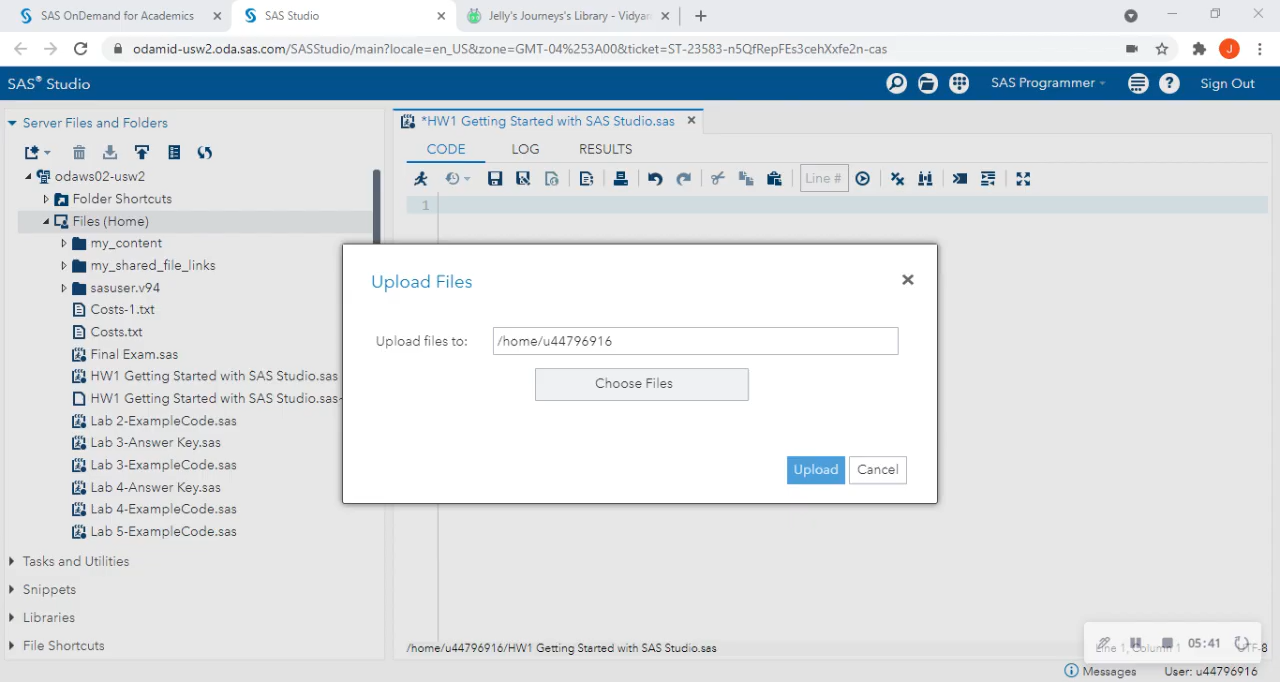 SAS OnDemand for Academics
SAS Studio
Jelly's Journeys's Library - Vidyar
odamid-usw2.oda.sas.com/SASStudio/main?locale=en_US&zone=GMT-04%253A00&ticket=ST-23583-n5QfRepFEs3cehXxfe2n-cas
J
SAS® Studio
SAS Programmer
Sign Out
Server Files and Folders
odaws02-usw2
Folder Shortcuts
Files (Home)
my_content
my_shared_file_links
sasuser.v94
Costs-1.txt
Costs.txt
Final Exam.sas
HW1 Getting Started with SAS Studio.sas
HW1 Getting Started with SAS Studio.sas~
Lab 2-ExampleCode.sas
Lab 3-Answer Key.sas
Lab 3-ExampleCode.sas
Lab 4-Answer Key.sas
Lab 4-ExampleCode.sas
Lab 5-ExampleCode.sas
Tasks and Utilities
Snippets
Libraries
File Shortcuts
*HW1 Getting Started with SAS Studio.sas
CODE LOG RESULTS
Line #
1
Upload Files
Upload files to: /home/u44796916
Choose Files
Upload Cancel
/home/u44796916/HW1 Getting Started with SAS Studio.sas
Line 1, Column 1
UTF-8
05:41
Messages User: u44796916